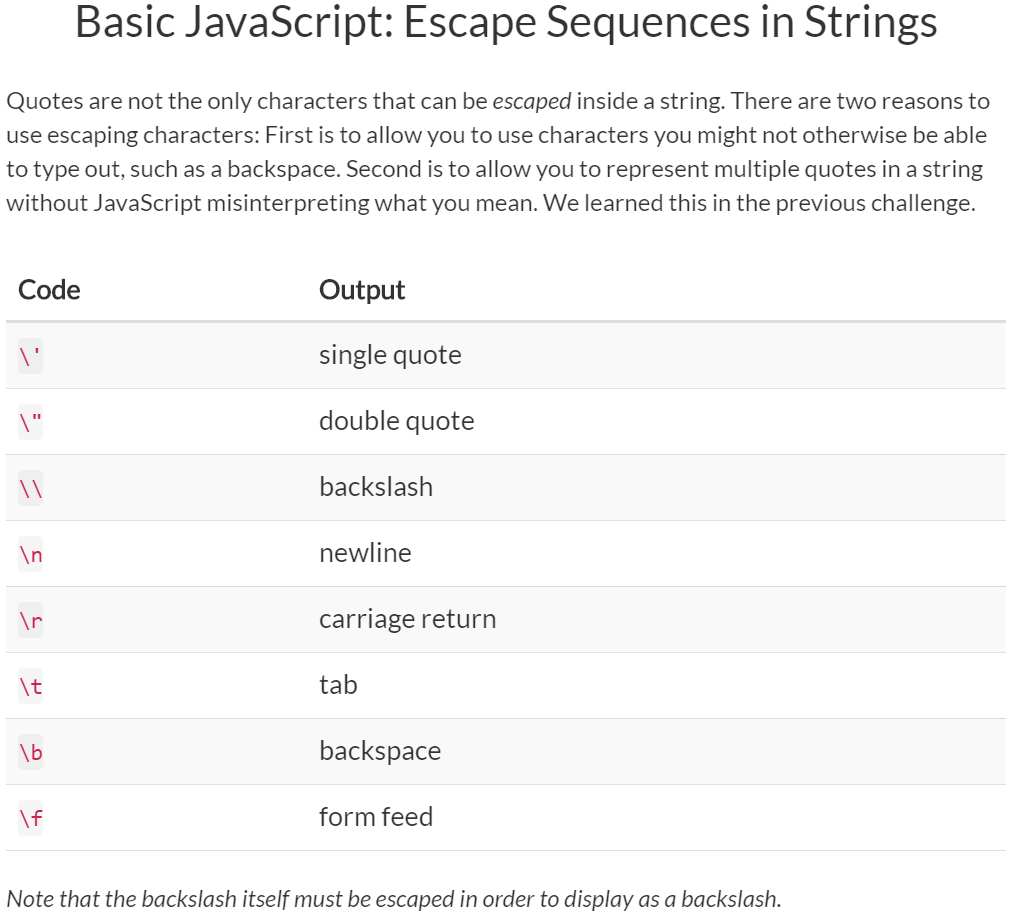 Basic JavaScript: Escape Sequences in Strings
Quotes are not the only characters that can be escaped inside a string. There are two reasons to
use escaping characters: First is to allow you to use characters you might not otherwise be able
to type out, such as a backspace. Second is to allow you to represent multiple quotes in a string
without JavaScript misinterpreting what you mean. We learned this in the previous challenge.
Code Output
\' single quote
\" double quote
\\ backslash
\n newline
\r carriage return
\t tab
\b backspace
\f form feed
Note that the backslash itself must be escaped in order to display as a backslash.